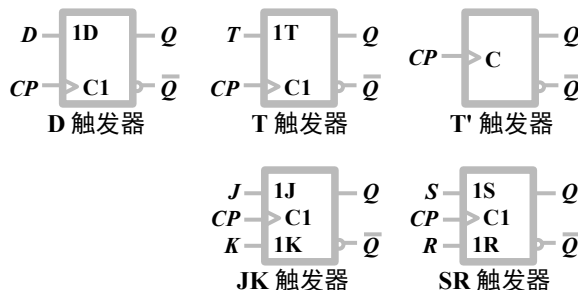 D 1D Q T 1T Q Q
CP C
CP C1 Q̅ CP C1 Q̅ Q̅
D 触发器 T 触发器 T' 触发器
J 1J Q S 1S Q
CP C1 CP C1
K 1K Q̅ R 1R Q̅
JK 触发器 SR 触发器